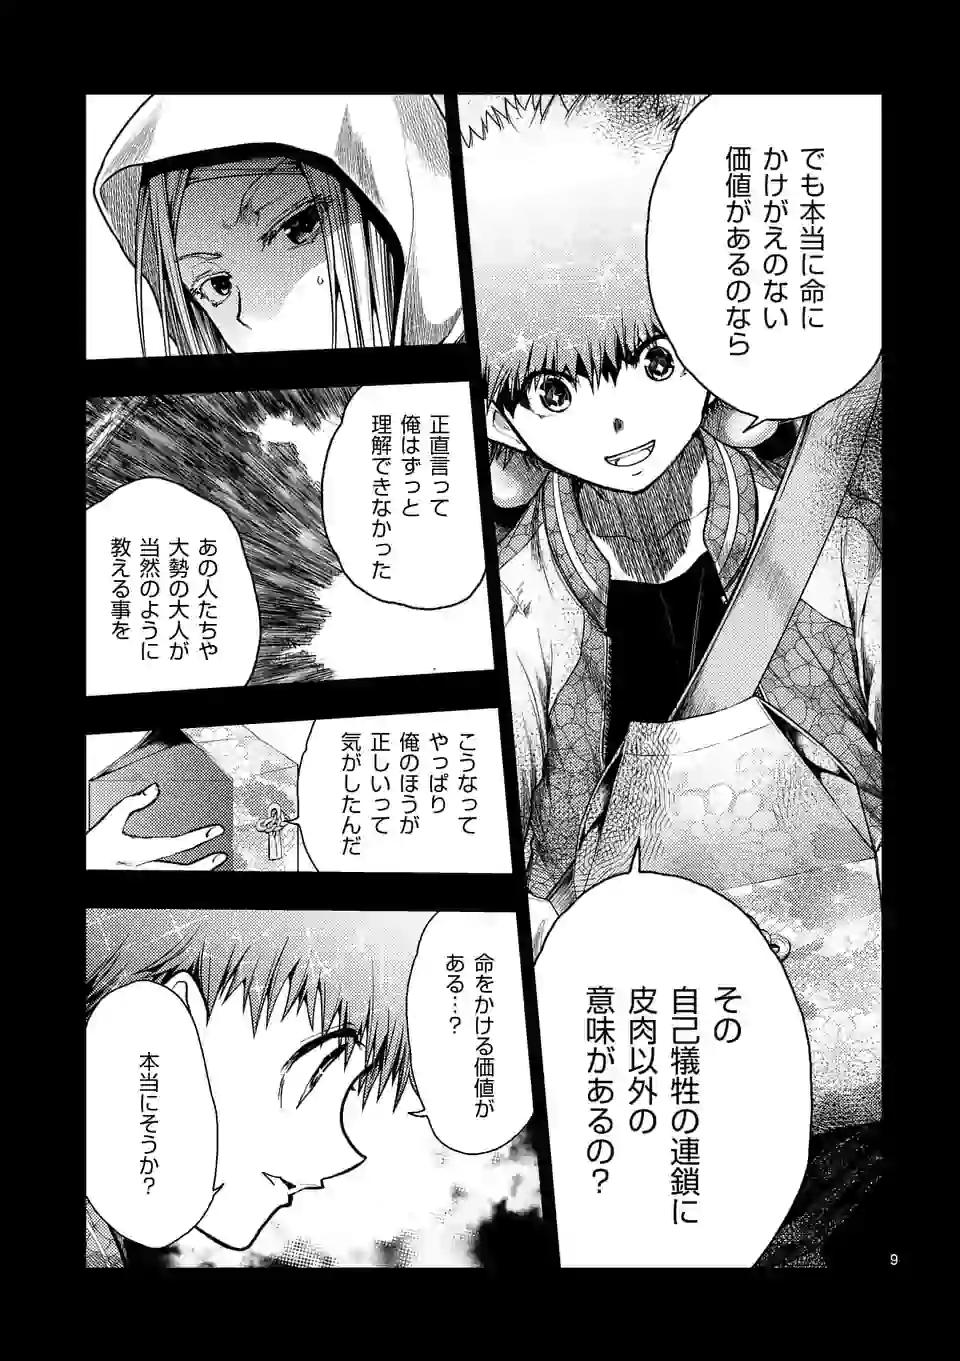 でも本当に命に
かけがえのない
価値があるのなら
その
自己犠牲の連鎖に
皮肉以外の
意味があるの？
正直言って
俺はずっと
理解できなかった
あの人たちや
大勢の大人が
当然のように
教える事を
こうなって
やっぱり
俺のほうが
正しいって
気がしたんだ
命をかける価値が
ある…？
本当にそうか？
9